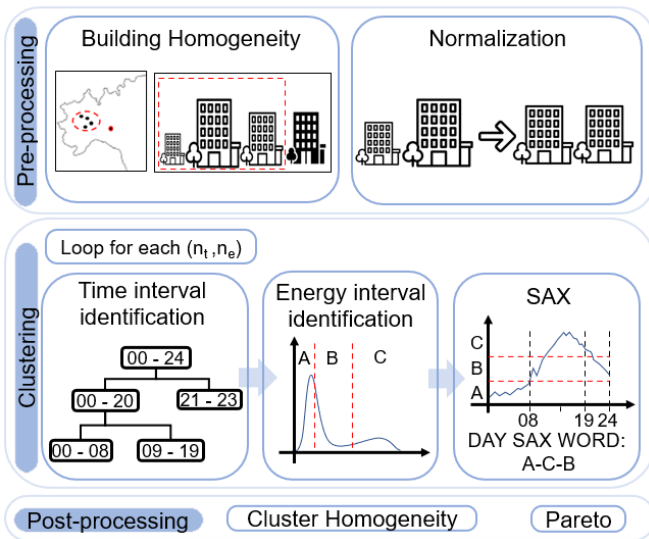 Pre-processing
Building Homogeneity
Normalization
Clustering
Loop for each (nt ,ne)
Time interval
identification
00 - 24
00 - 20
21 - 23
00 - 08
09 - 19
Energy interval
identification
A
B
C
SAX
C
B
A
08
19
24
DAY SAX WORD:
A-C-B
Post-processing
Cluster Homogeneity
Pareto